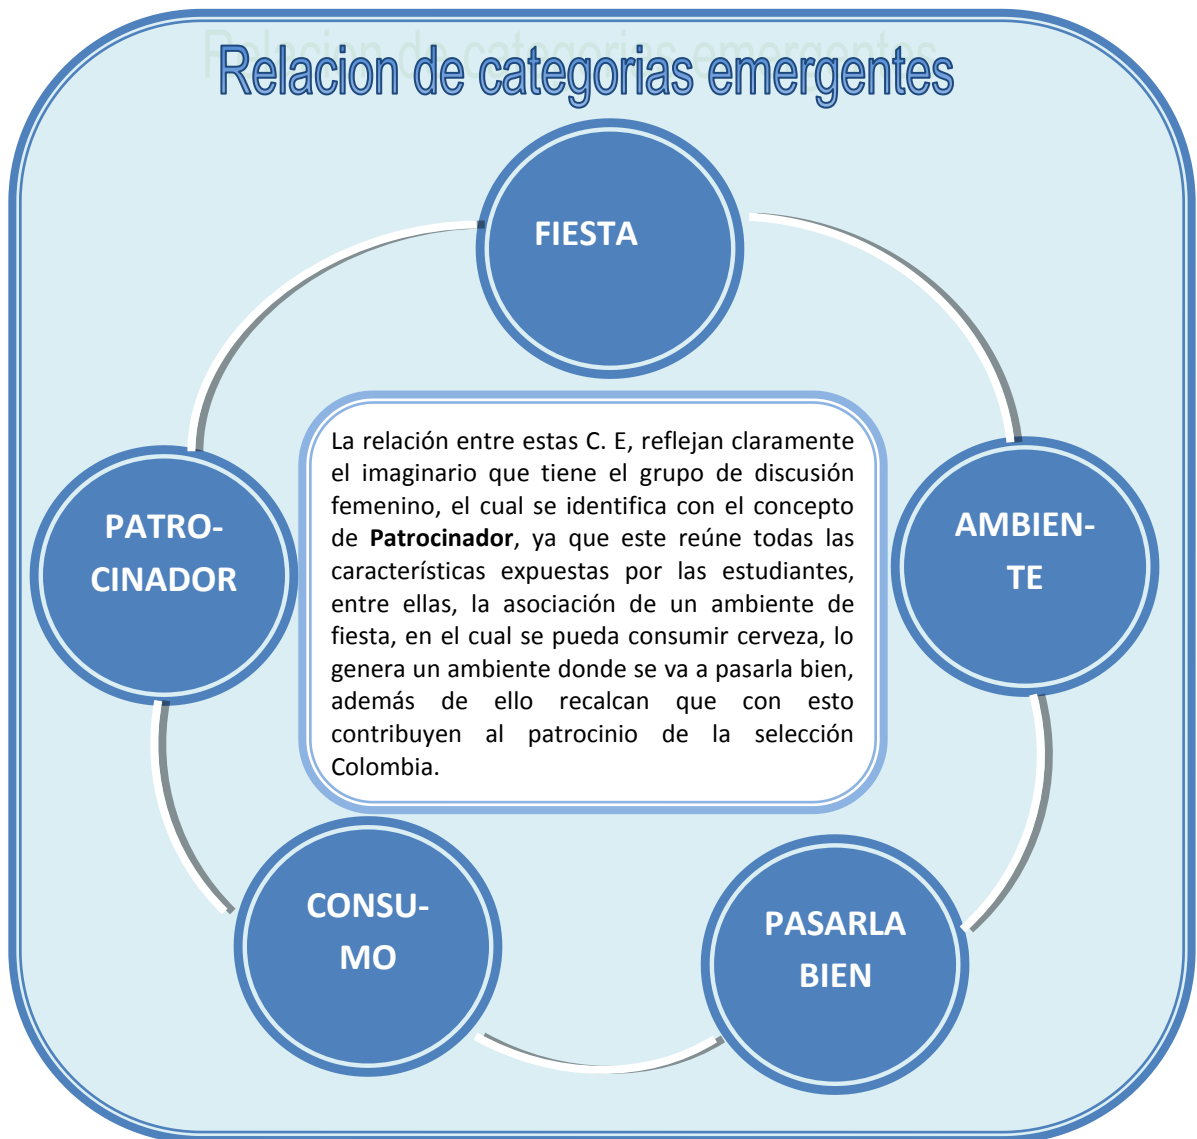 Relacion de categorias emergentes
FIESTA
La relación entre estas C. E, reflejan claramente
el imaginario que tiene el grupo de discusión
femenino, el cual se identifica con el concepto
de Patrocinador, ya que este reúne todas las
características expuestas por las estudiantes,
entre ellas, la asociación de un ambiente de
fiesta, en el cual se pueda consumir cerveza, lo
genera un ambiente donde se va a pasarla bien,
además de ello recalcan que con esto
contribuyen al patrocinio de la selección
Colombia.
PATRO-
CINADOR
AMBIEN-
TE
CONSU-
MO
PASARLA
BIEN